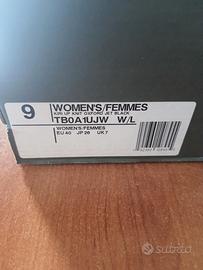 9
WOMEN'S/FEMMES
KIRI UP KNIT OXFORD JET BLACK
TB0A1UJW W/L
WOMEN'S/FEMMES
EU 40 JP 26 UK 7
subito